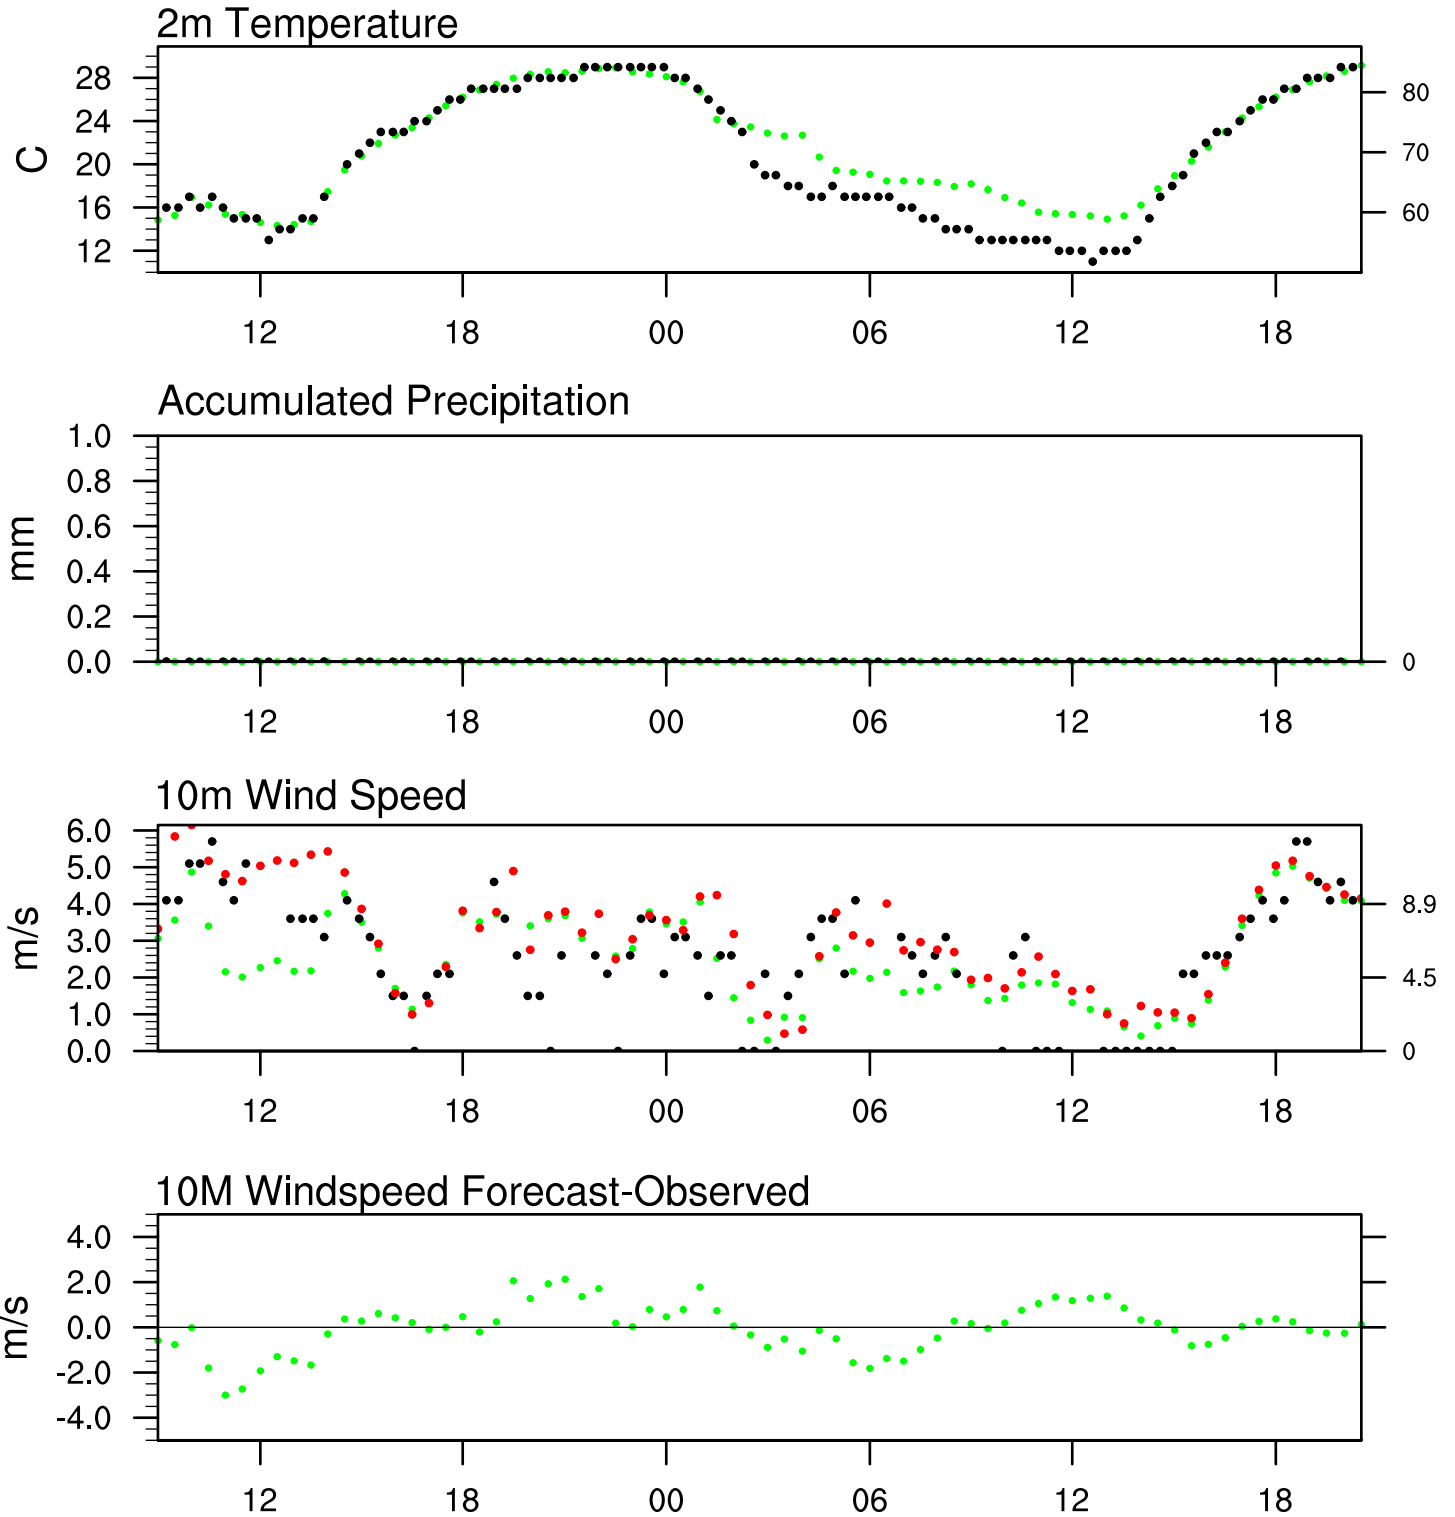 2m Temperature
28
24
20
16
12
C
80
70
60
12 18 00 06 12 18
Accumulated Precipitation
1.0
0.8
0.6
0.4
0.2
0.0
mm
0
12 18 00 06 12 18
10m Wind Speed
6.0
5.0
4.0
3.0
2.0
1.0
0.0
m/s
8.9
4.5
0
12 18 00 06 12 18
10M Windspeed Forecast-Observed
4.0
2.0
0.0
-2.0
-4.0
m/s
12 18 00 06 12 18